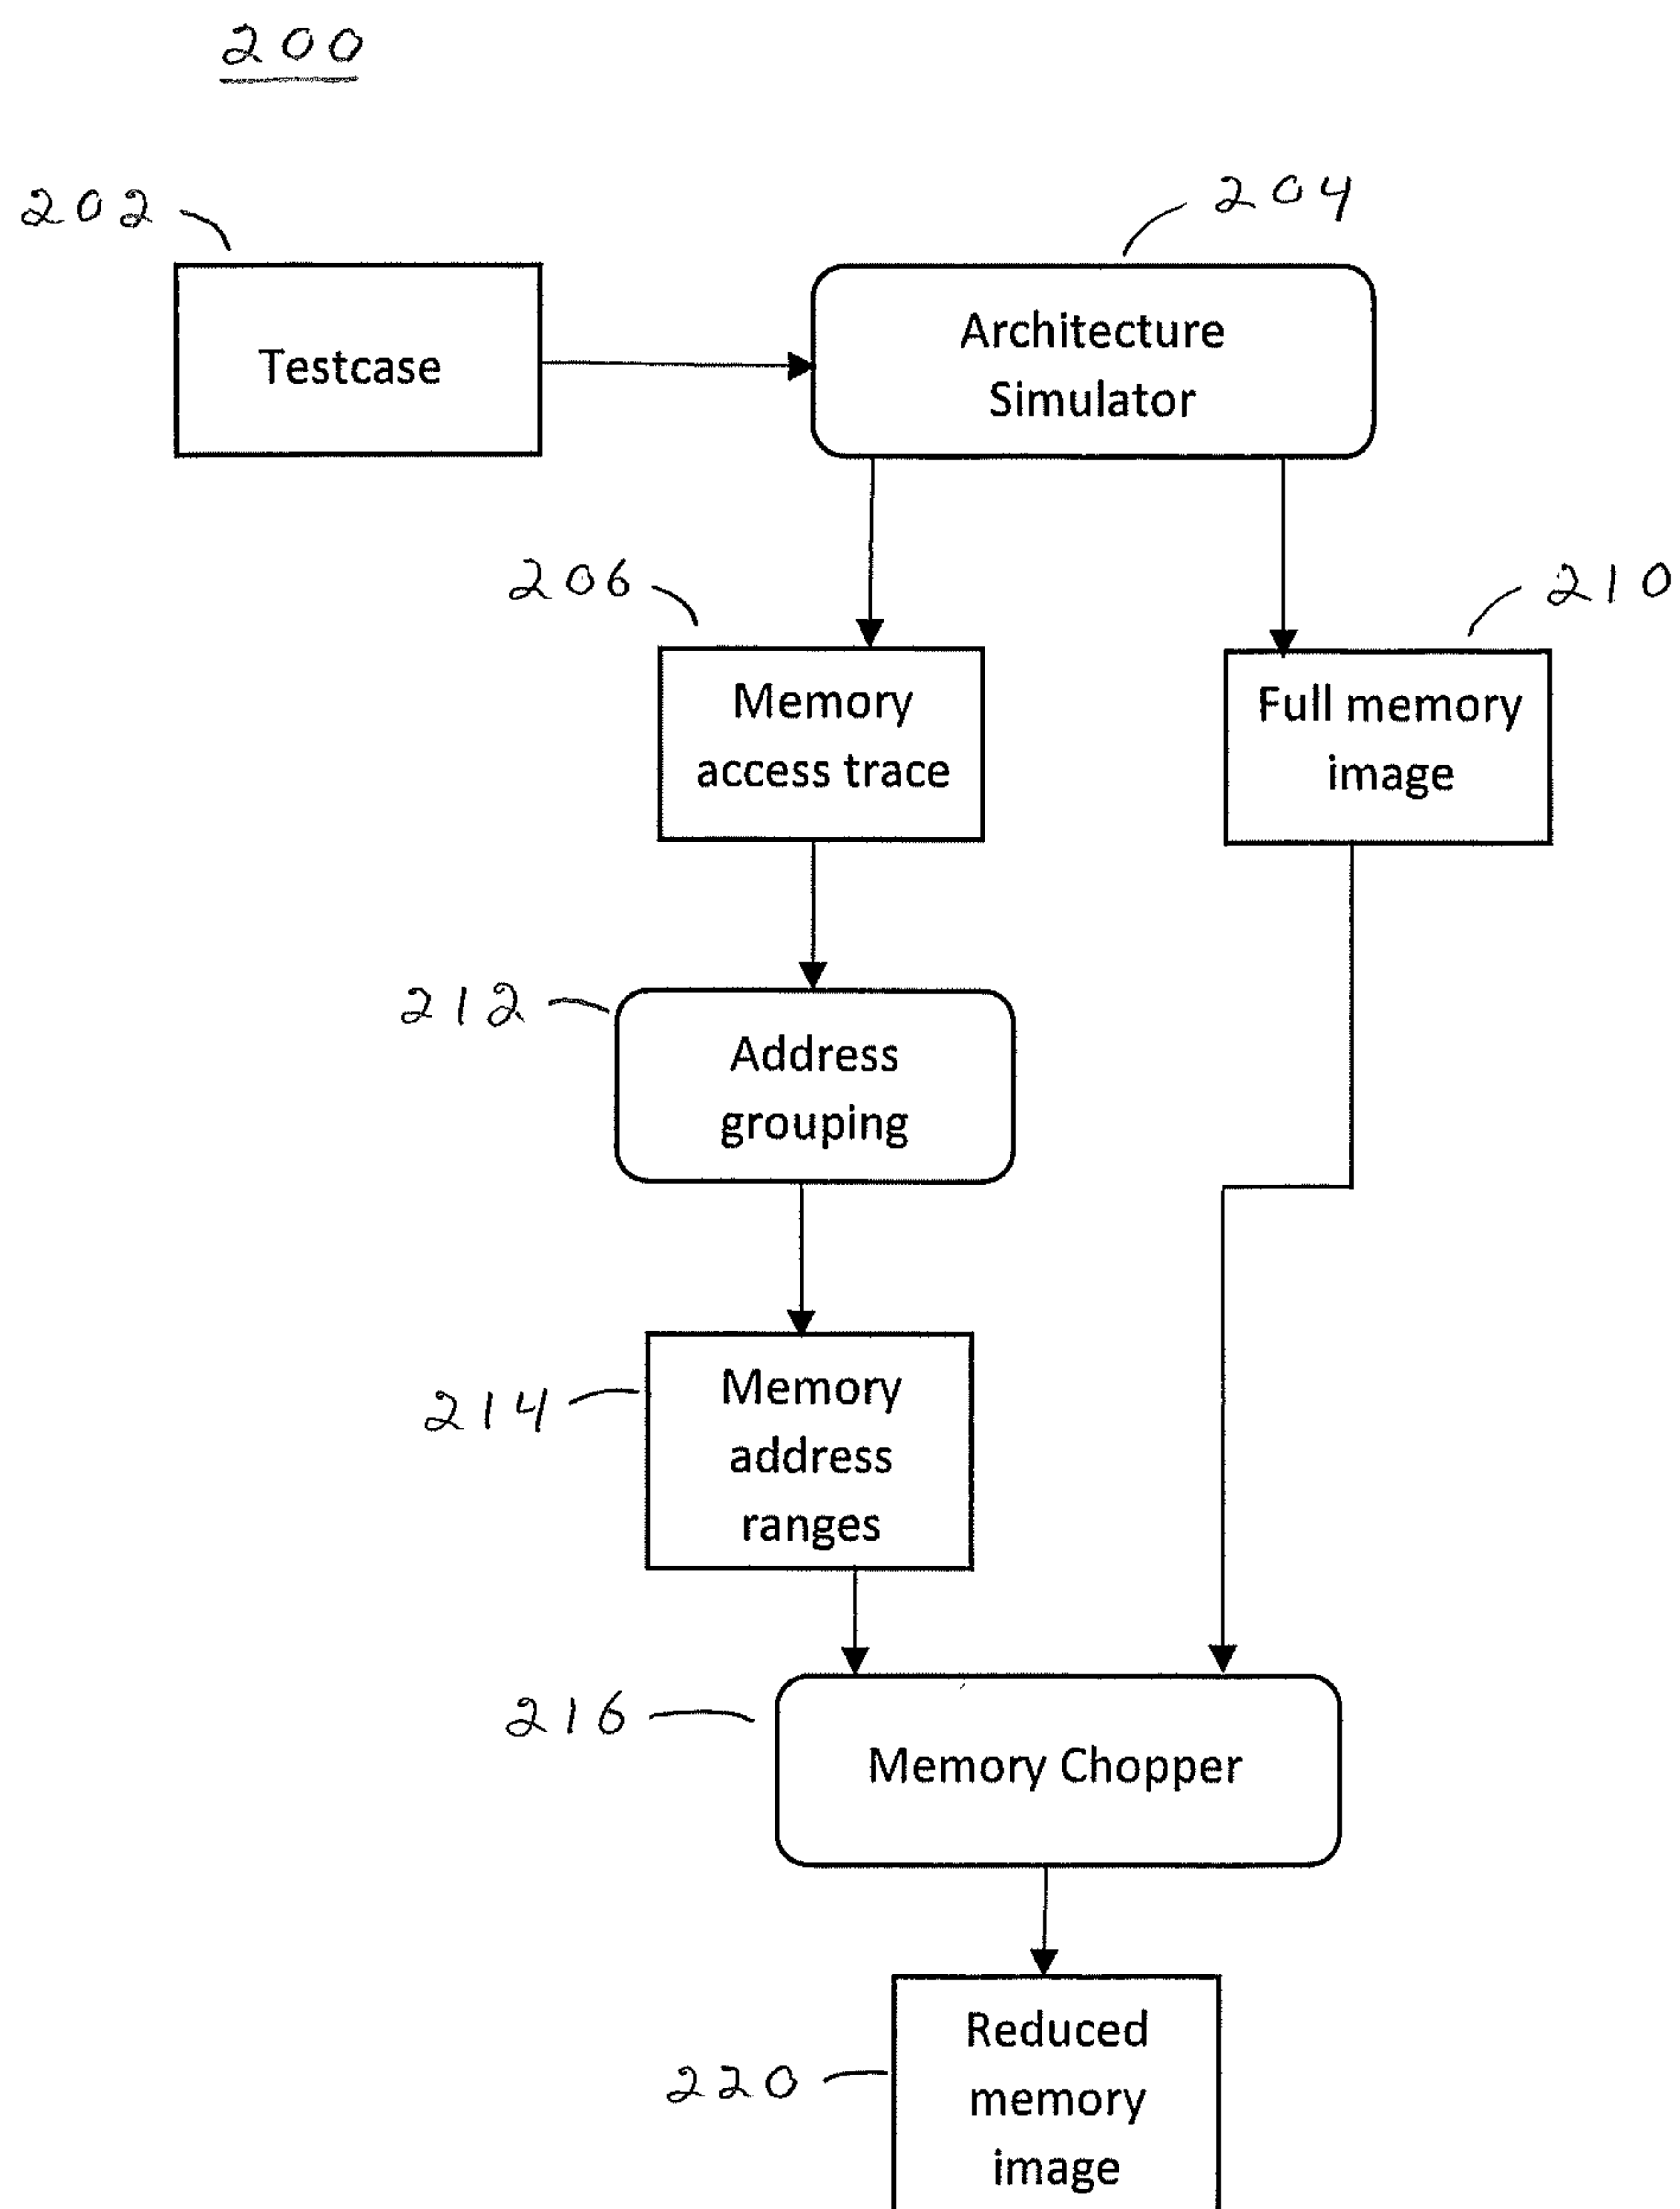 200
202
204
Testcase
Architecture
Simulator
206
210
Memory
access trace
Full memory
image
212
Address
grouping
214
Memory
address
ranges
216
Memory Chopper
220
Reduced
memory
image